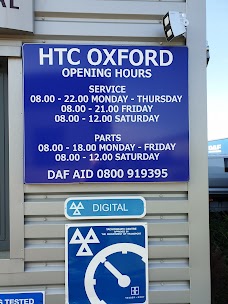 AL
HTC OXFORD
OPENING HOURS
SERVICE
08.00 - 22.00 MONDAY - THURSDAY
08.00 - 21.00 FRIDAY
08.00 - 12.00 SATURDAY
PARTS
08.00 - 18.00 MONDAY - FRIDAY
08.00 - 12.00 SATURDAY
DAF AID 0800 919395
DIGITAL
S TESTED